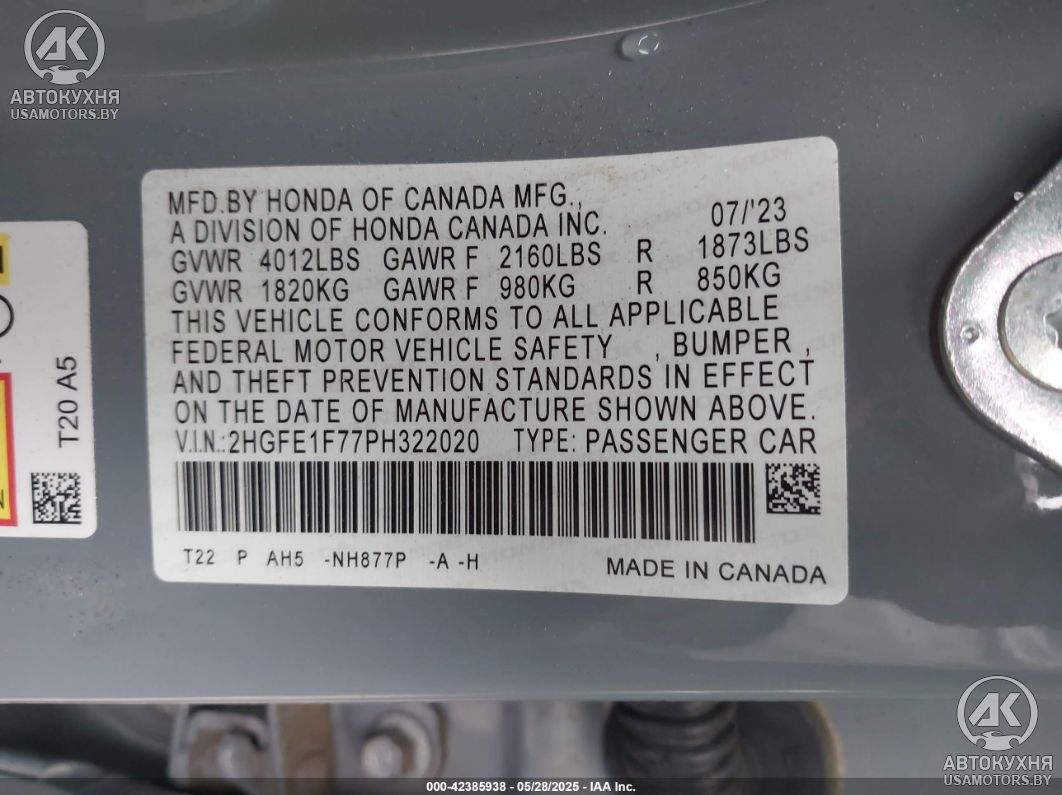 AK
АВТОКУХНЯ
USAMOTORS.BY
MFD.BY HONDA OF CANADA MFG.,
A DIVISION OF HONDA CANADA INC. 07/'23
GVWR 4012LBS GAWR F 2160LBS R 1873LBS
GVWR 1820KG GAWR F 980KG R 850KG
THIS VEHICLE CONFORMS TO ALL APPLICABLE
FEDERAL MOTOR VEHICLE SAFETY , BUMPER ,
AND THEFT PREVENTION STANDARDS IN EFFECT
ON THE DATE OF MANUFACTURE SHOWN ABOVE.
V.I.N.:2HGFE1F77PH322020 TYPE: PASSENGER CAR
T22 P AH5 -NH877P -A -H
MADE IN CANADA
T20 A5
AK
АВТОКУХНЯ
USAMOTORS.BY
000-42385938 - 05/28/2025 - IAA Inc.